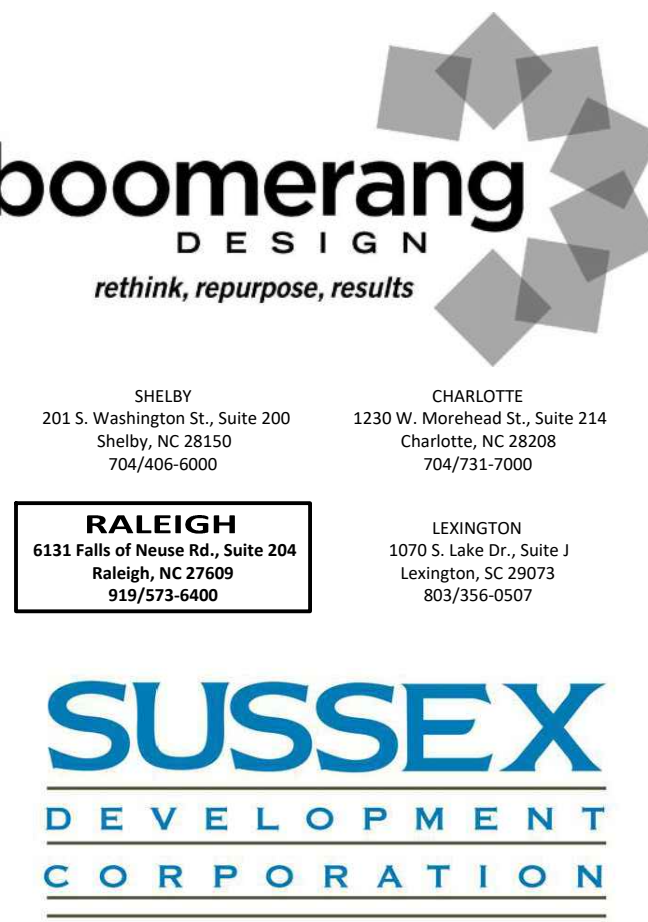 boomerang
DESIGN
rethink, repurpose, results
SHELBY
201 S. Washington St., Suite 200
Shelby, NC 28150
704/406-6000
CHARLOTTE
1230 W. Morehead St., Suite 214
Charlotte, NC 28208
704/731-7000
RALEIGH
6131 Falls of Neuse Rd., Suite 204
Raleigh, NC 27609
919/573-6400
LEXINGTON
1070 S. Lake Dr., Suite J
Lexington, SC 29073
803/356-0507
SUSSEX
DEVELOPMENT
CORPORATION